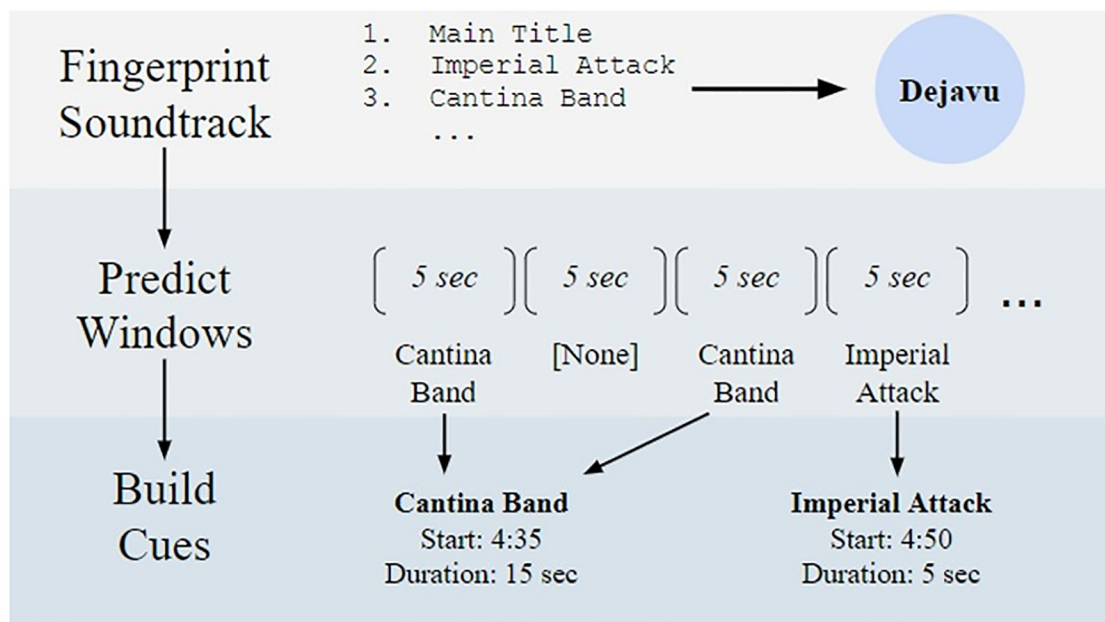 Fingerprint
Soundtrack
1. Main Title
2. Imperial Attack
3. Cantina Band
...
Dejavu
Predict
Windows
5 sec 5 sec 5 sec 5 sec ...
Cantina
Band
[None]
Cantina
Band
Imperial
Attack
Build
Cues
Cantina Band
Start: 4:35
Duration: 15 sec
Imperial Attack
Start: 4:50
Duration: 5 sec